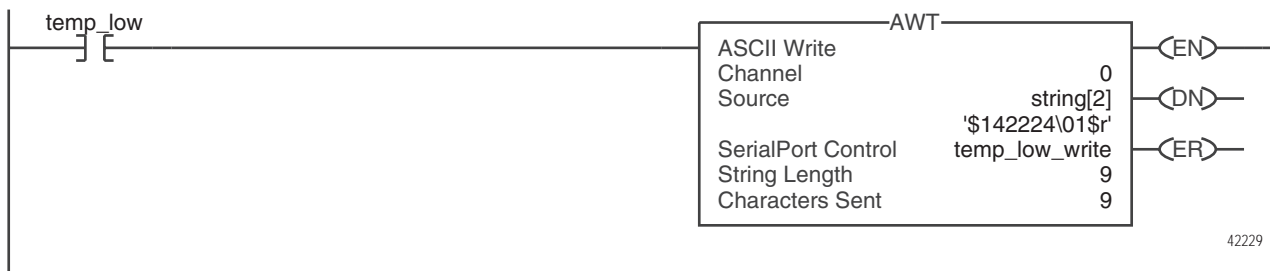 temp_low
AWT
ASCII Write
EN
Channel 0
Source string[2]
DN
'$142224\01$r'
SerialPort Control temp_low_write
ER
String Length 9
Characters Sent 9
42229